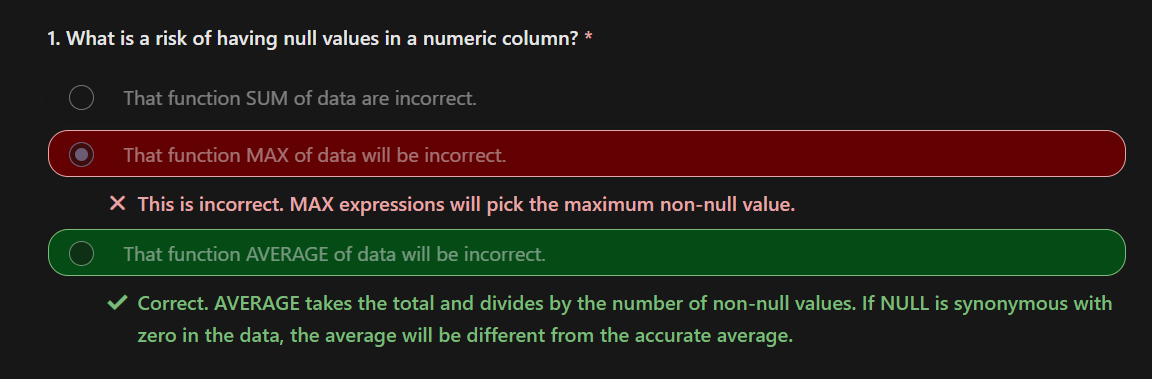 1. What is a risk of having null values in a numeric column? *
That function SUM of data are incorrect.
That function MAX of data will be incorrect.
This is incorrect. MAX expressions will pick the maximum non-null value.
That function AVERAGE of data will be incorrect.
Correct. AVERAGE takes the total and divides by the number of non-null values. If NULL is synonymous with
zero in the data, the average will be different from the accurate average.